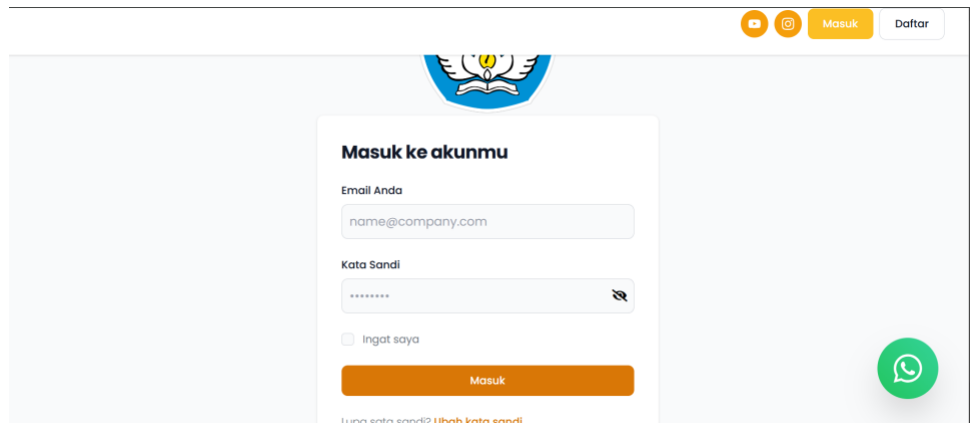 Masuk
Daftar
Masuk ke akunmu
Email Anda
name@company.com
Kata Sandi
Ingat saya
Masuk
Lupa sata sandi? Ubah kata sandi